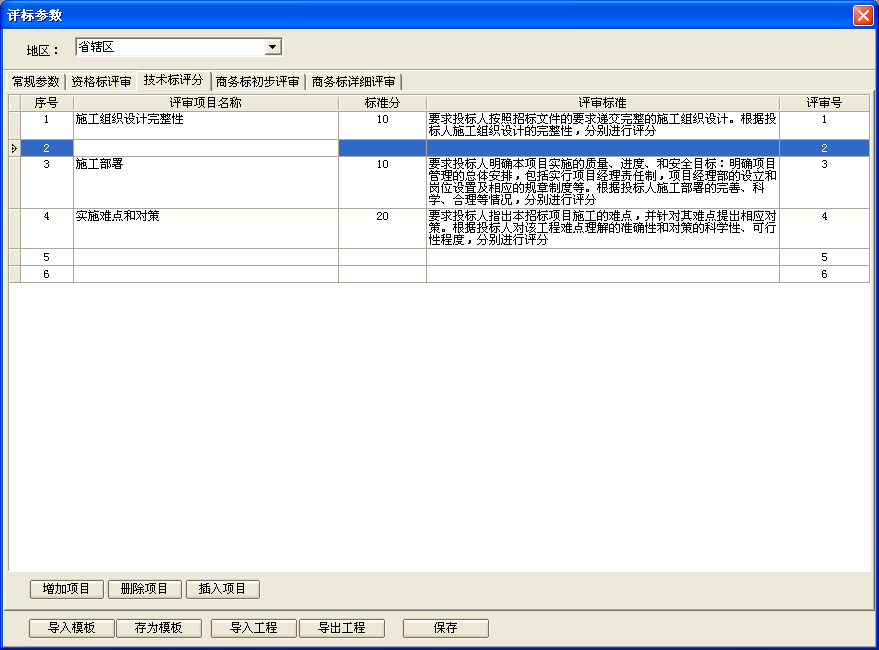 评标参数
地区： 省辖区
常规参数 资格标评审 技术标评分 商务标初步评审 商务标详细评审
序号 评审项目名称 标准分 评审标准 评审号
1 施工组织设计完整性 10 要求投标人按照招标文件的要求递交完整的施工组织设计。根据投 1
标人施工组织设计的完整性，分别进行评分
2 2
3 施工部署 10 要求投标人明确本项目实施的质量、进度、和安全目标：明确项目 3
管理的总体安排，包括实行项目经理责任制，项目经理部的设立和
岗位设置及相应的规章制度等。根据投标人施工部署的完善、科
学、合理等情况，分别进行评分
4 实施难点和对策 20 要求投标人指出本招标项目施工的难点，并针对其难点提出相应对 4
策。根据投标人对该工程难点理解的准确性和对策的科学性、可行
性程度，分别进行评分
5 5
6 6
增加项目 删除项目 插入项目
导入模板 存为模板 导入工程 导出工程 保存